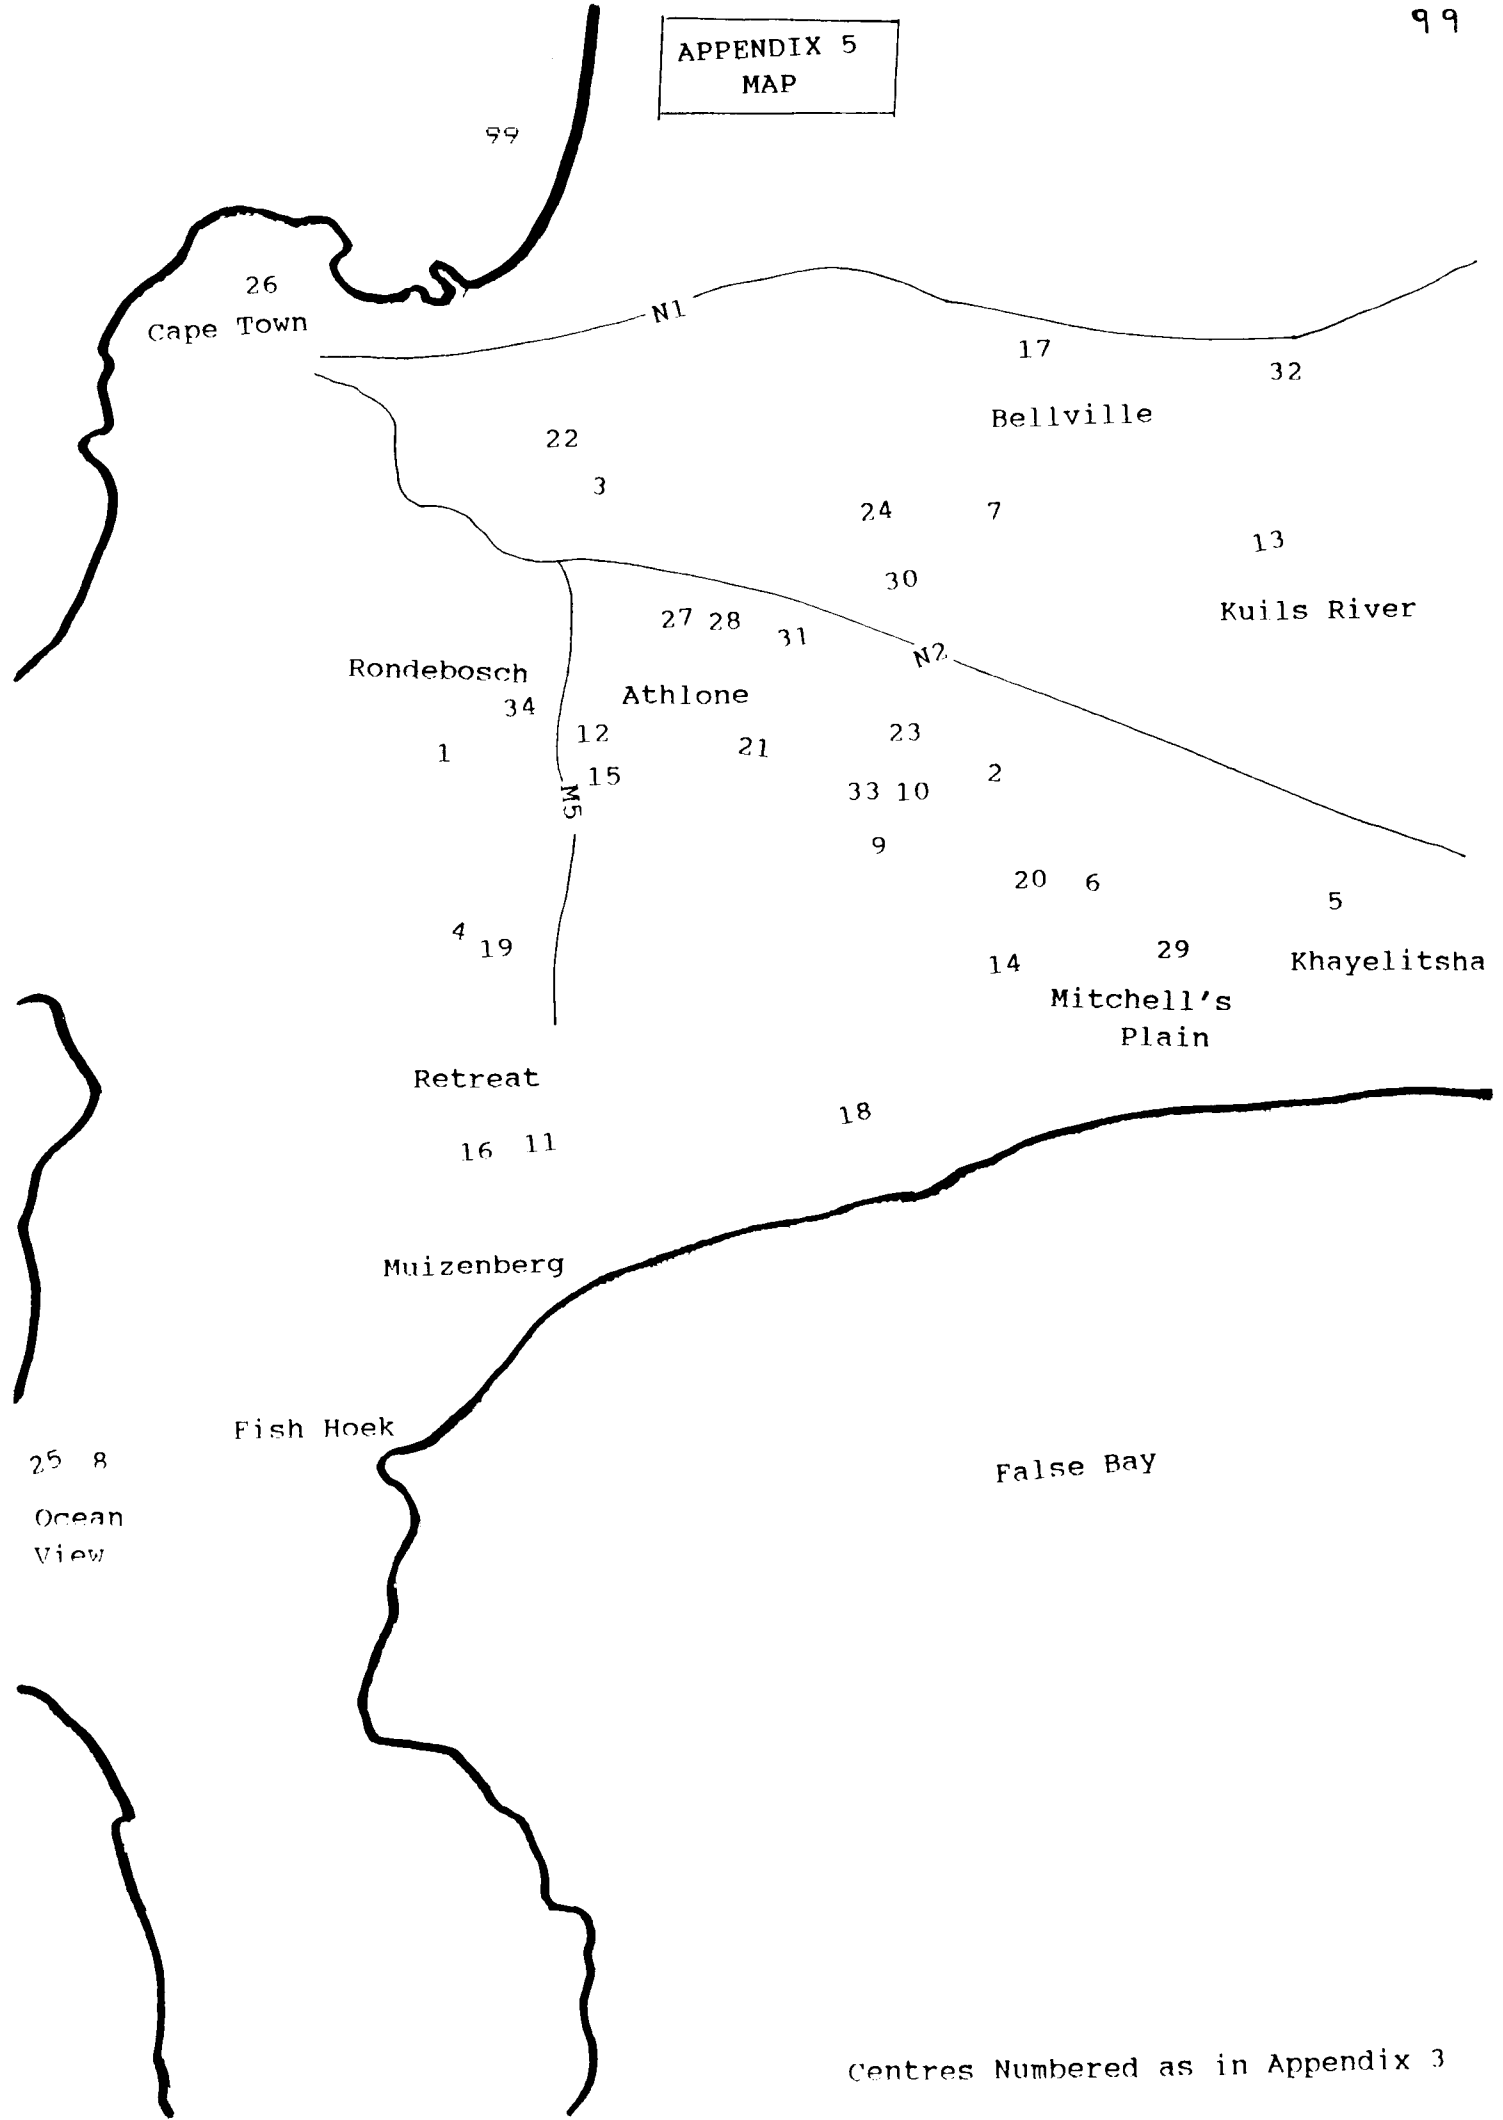 99
APPENDIX 5
MAP
99
26
Cape Town
N1
17
32
Bellville
22
3
24 7
13
30
Kuils River
27 28
31
N2
Rondebosch
Athlone
34
12
23
1
21
15
2
M5
33 10
9
20 6
5
4
19
29
14
Khayelitsha
Mitchell's
Plain
Retreat
18
16 11
Muizenberg
Fish Hoek
25 8
False Bay
Ocean
View
Centres Numbered as in Appendix 3